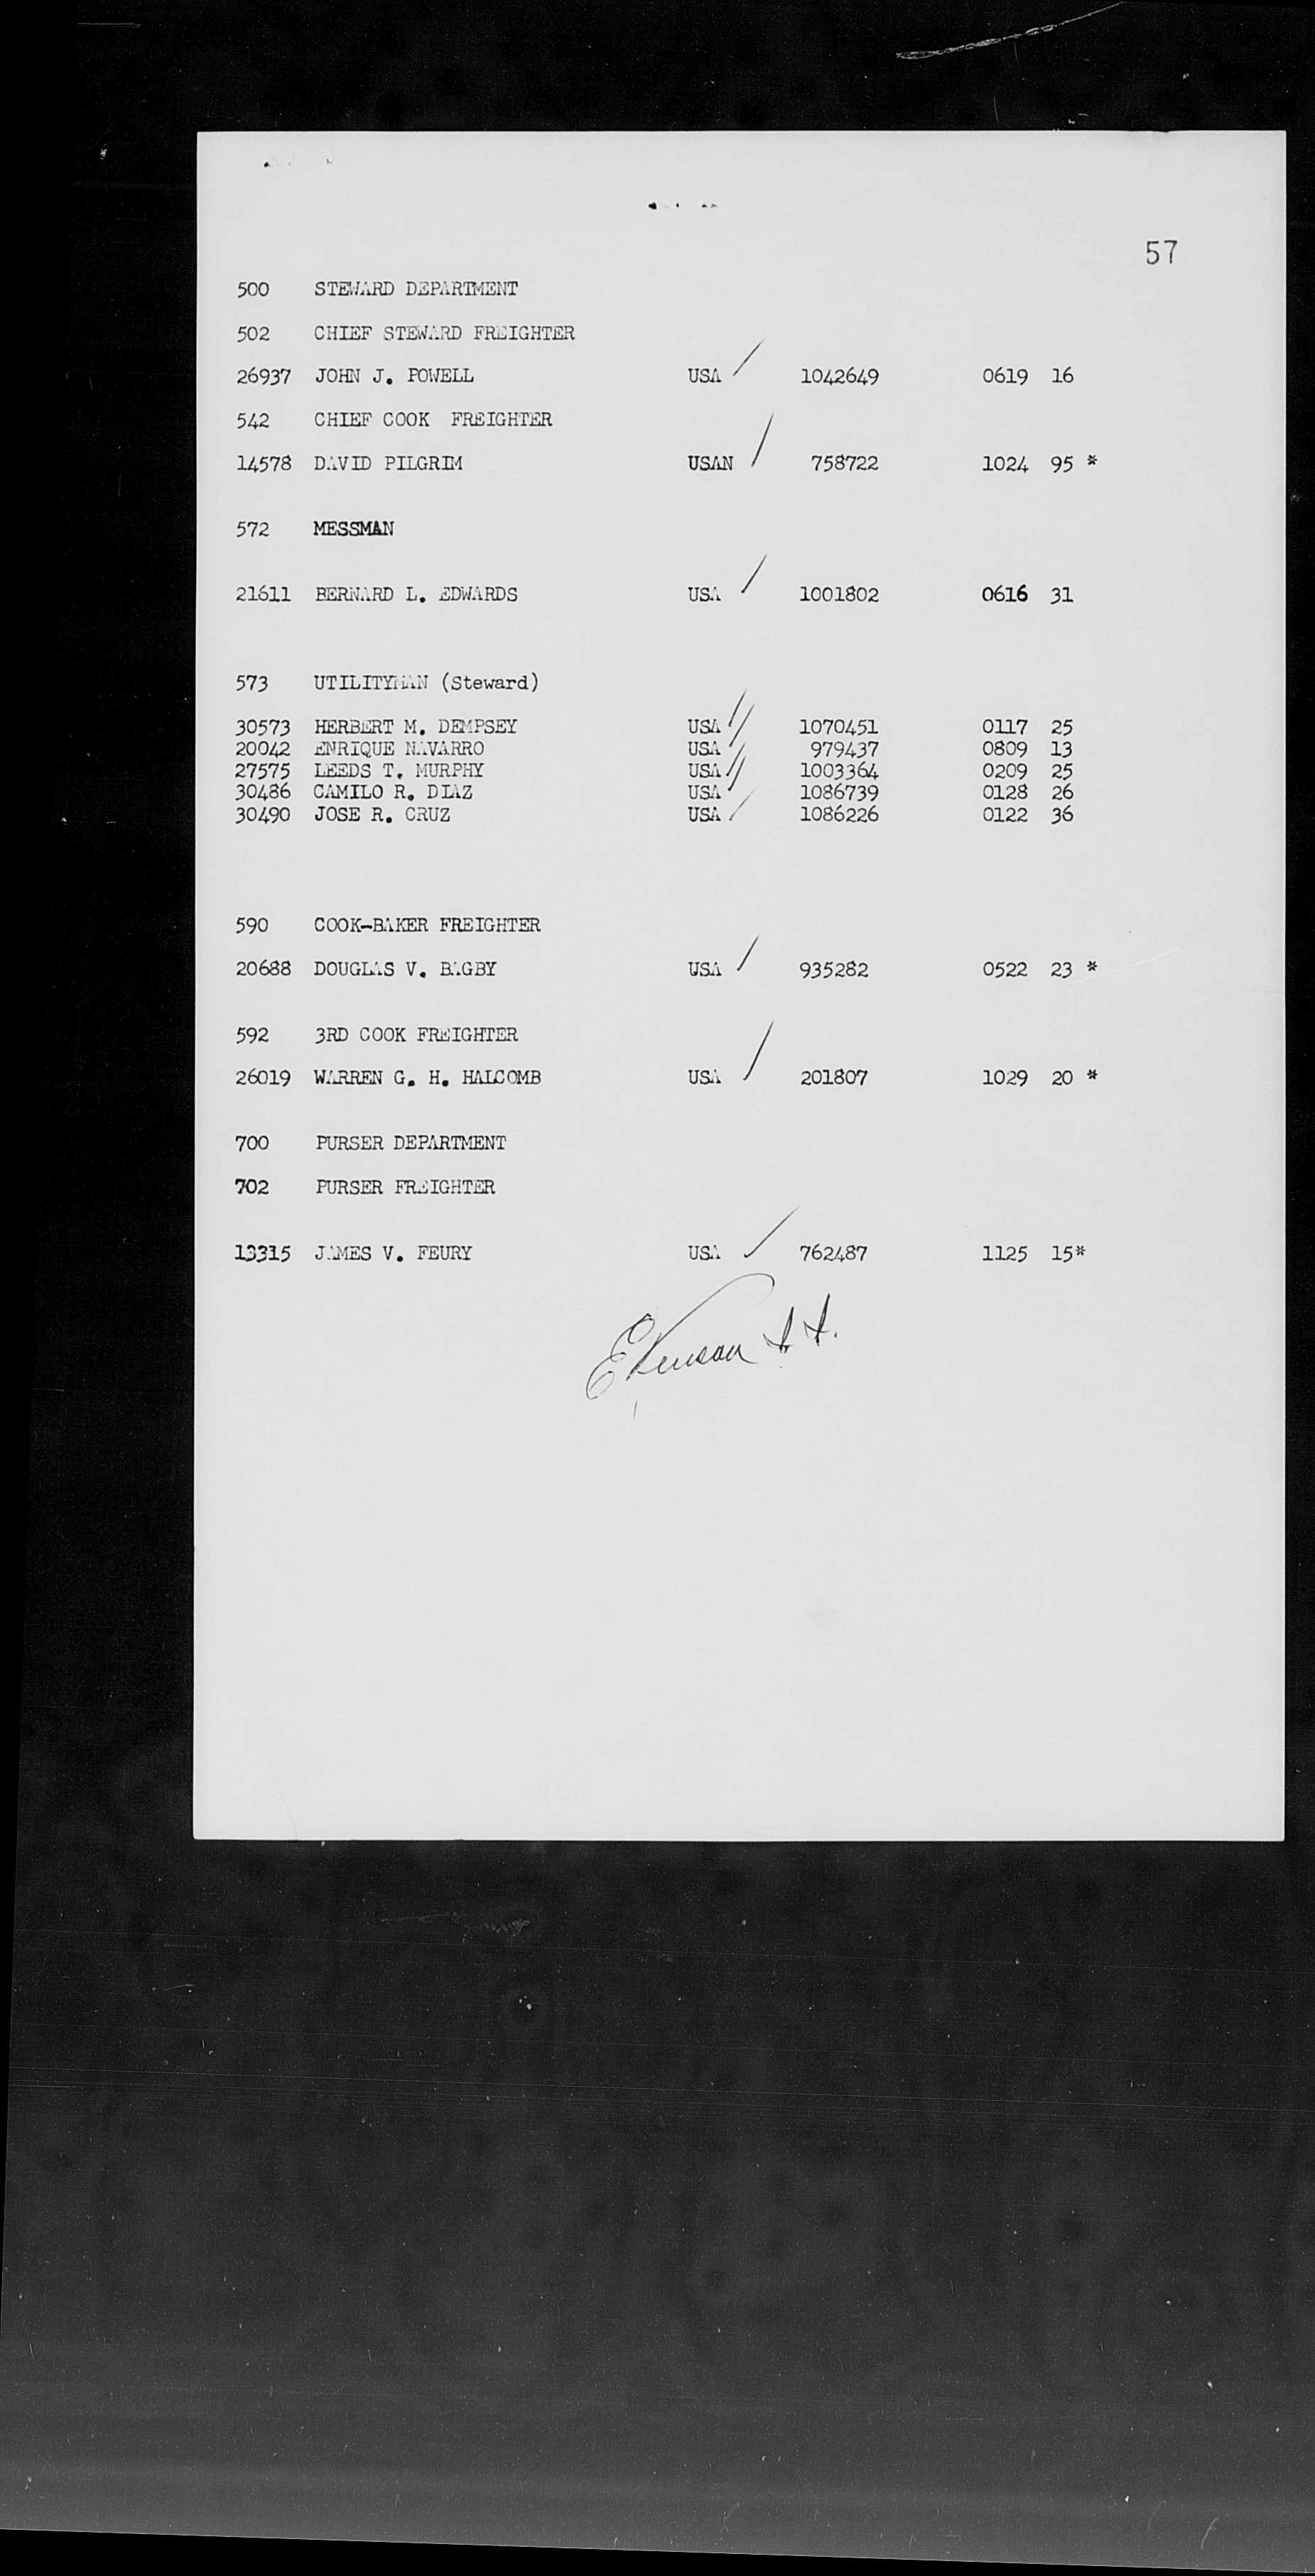 57
500 STEWARD DEPARTMENT
502 CHIEF STEWARD FREIGHTER
26937 JOHN J. POWELL USA 1042649 0619 16
542 CHIEF COOK FREIGHTER
14578 DAVID PILGRIM USAN 758722 1024 95 *
572 MESSMAN
21611 BERNARD L. EDWARDS USA 1001802 0616 31
573 UTILITYMAN (Steward)
30573 HERBERT M. DEMPSEY USA 1070451 0117 25
20042 ENRIQUE NAVARRO USA 979437 0809 13
27575 LEEDS T. MURPHY USA 1003364 0209 25
30486 CAMILO R. DIAZ USA 1086739 0128 26
30490 JOSE R. CRUZ USA 1086226 0122 36
590 COOK-BAKER FREIGHTER
20688 DOUGLAS V. BAGBY USA 935282 0522 23 *
592 3RD COOK FREIGHTER
26019 WARREN G. H. HALCOMB USA 201807 1029 20 *
700 PURSER DEPARTMENT
702 PURSER FREIGHTER
13315 JAMES V. FEURY USA 762487 1125 15*